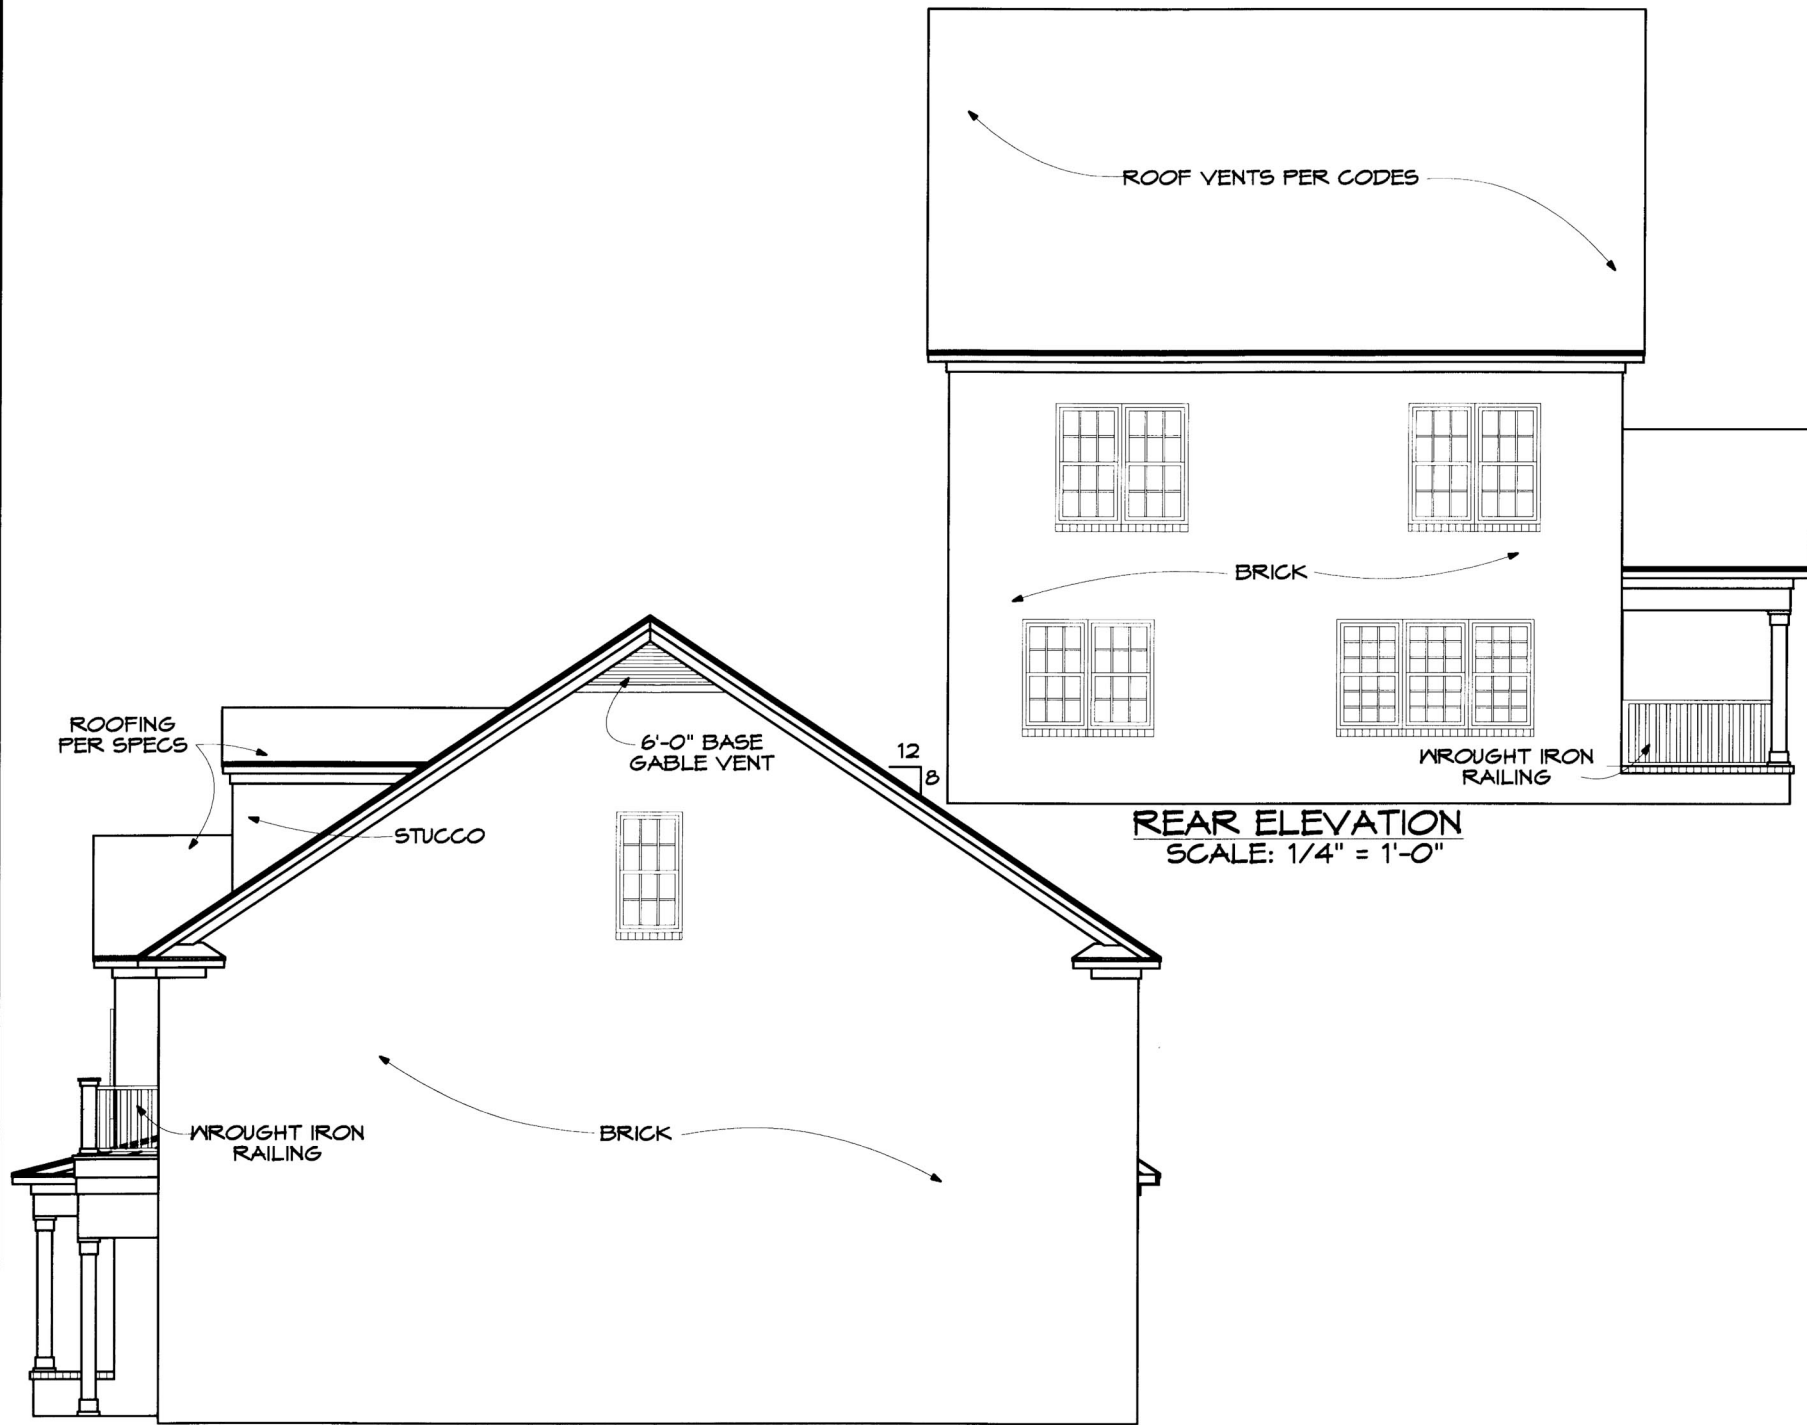 ROOF VENTS PER CODES
BRICK
WROUGHT IRON
RAILING
REAR ELEVATION
SCALE: 1/4" = 1'-0"
ROOFING
PER SPECS
6'-0" BASE
GABLE VENT
12
8
STUCCO
WROUGHT IRON
RAILING
BRICK